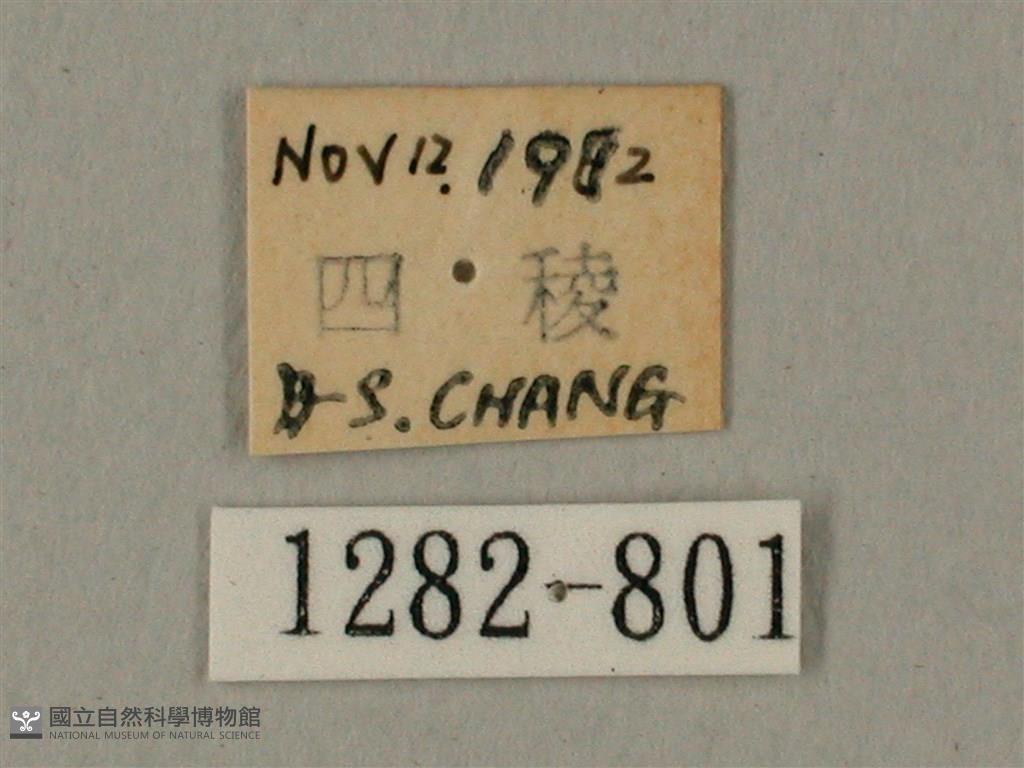 NOV 12. 1982
四 稜
D-S. CHANG
1282-801
國立自然科學博物館
NATIONAL MUSEUM OF NATURAL SCIENCE